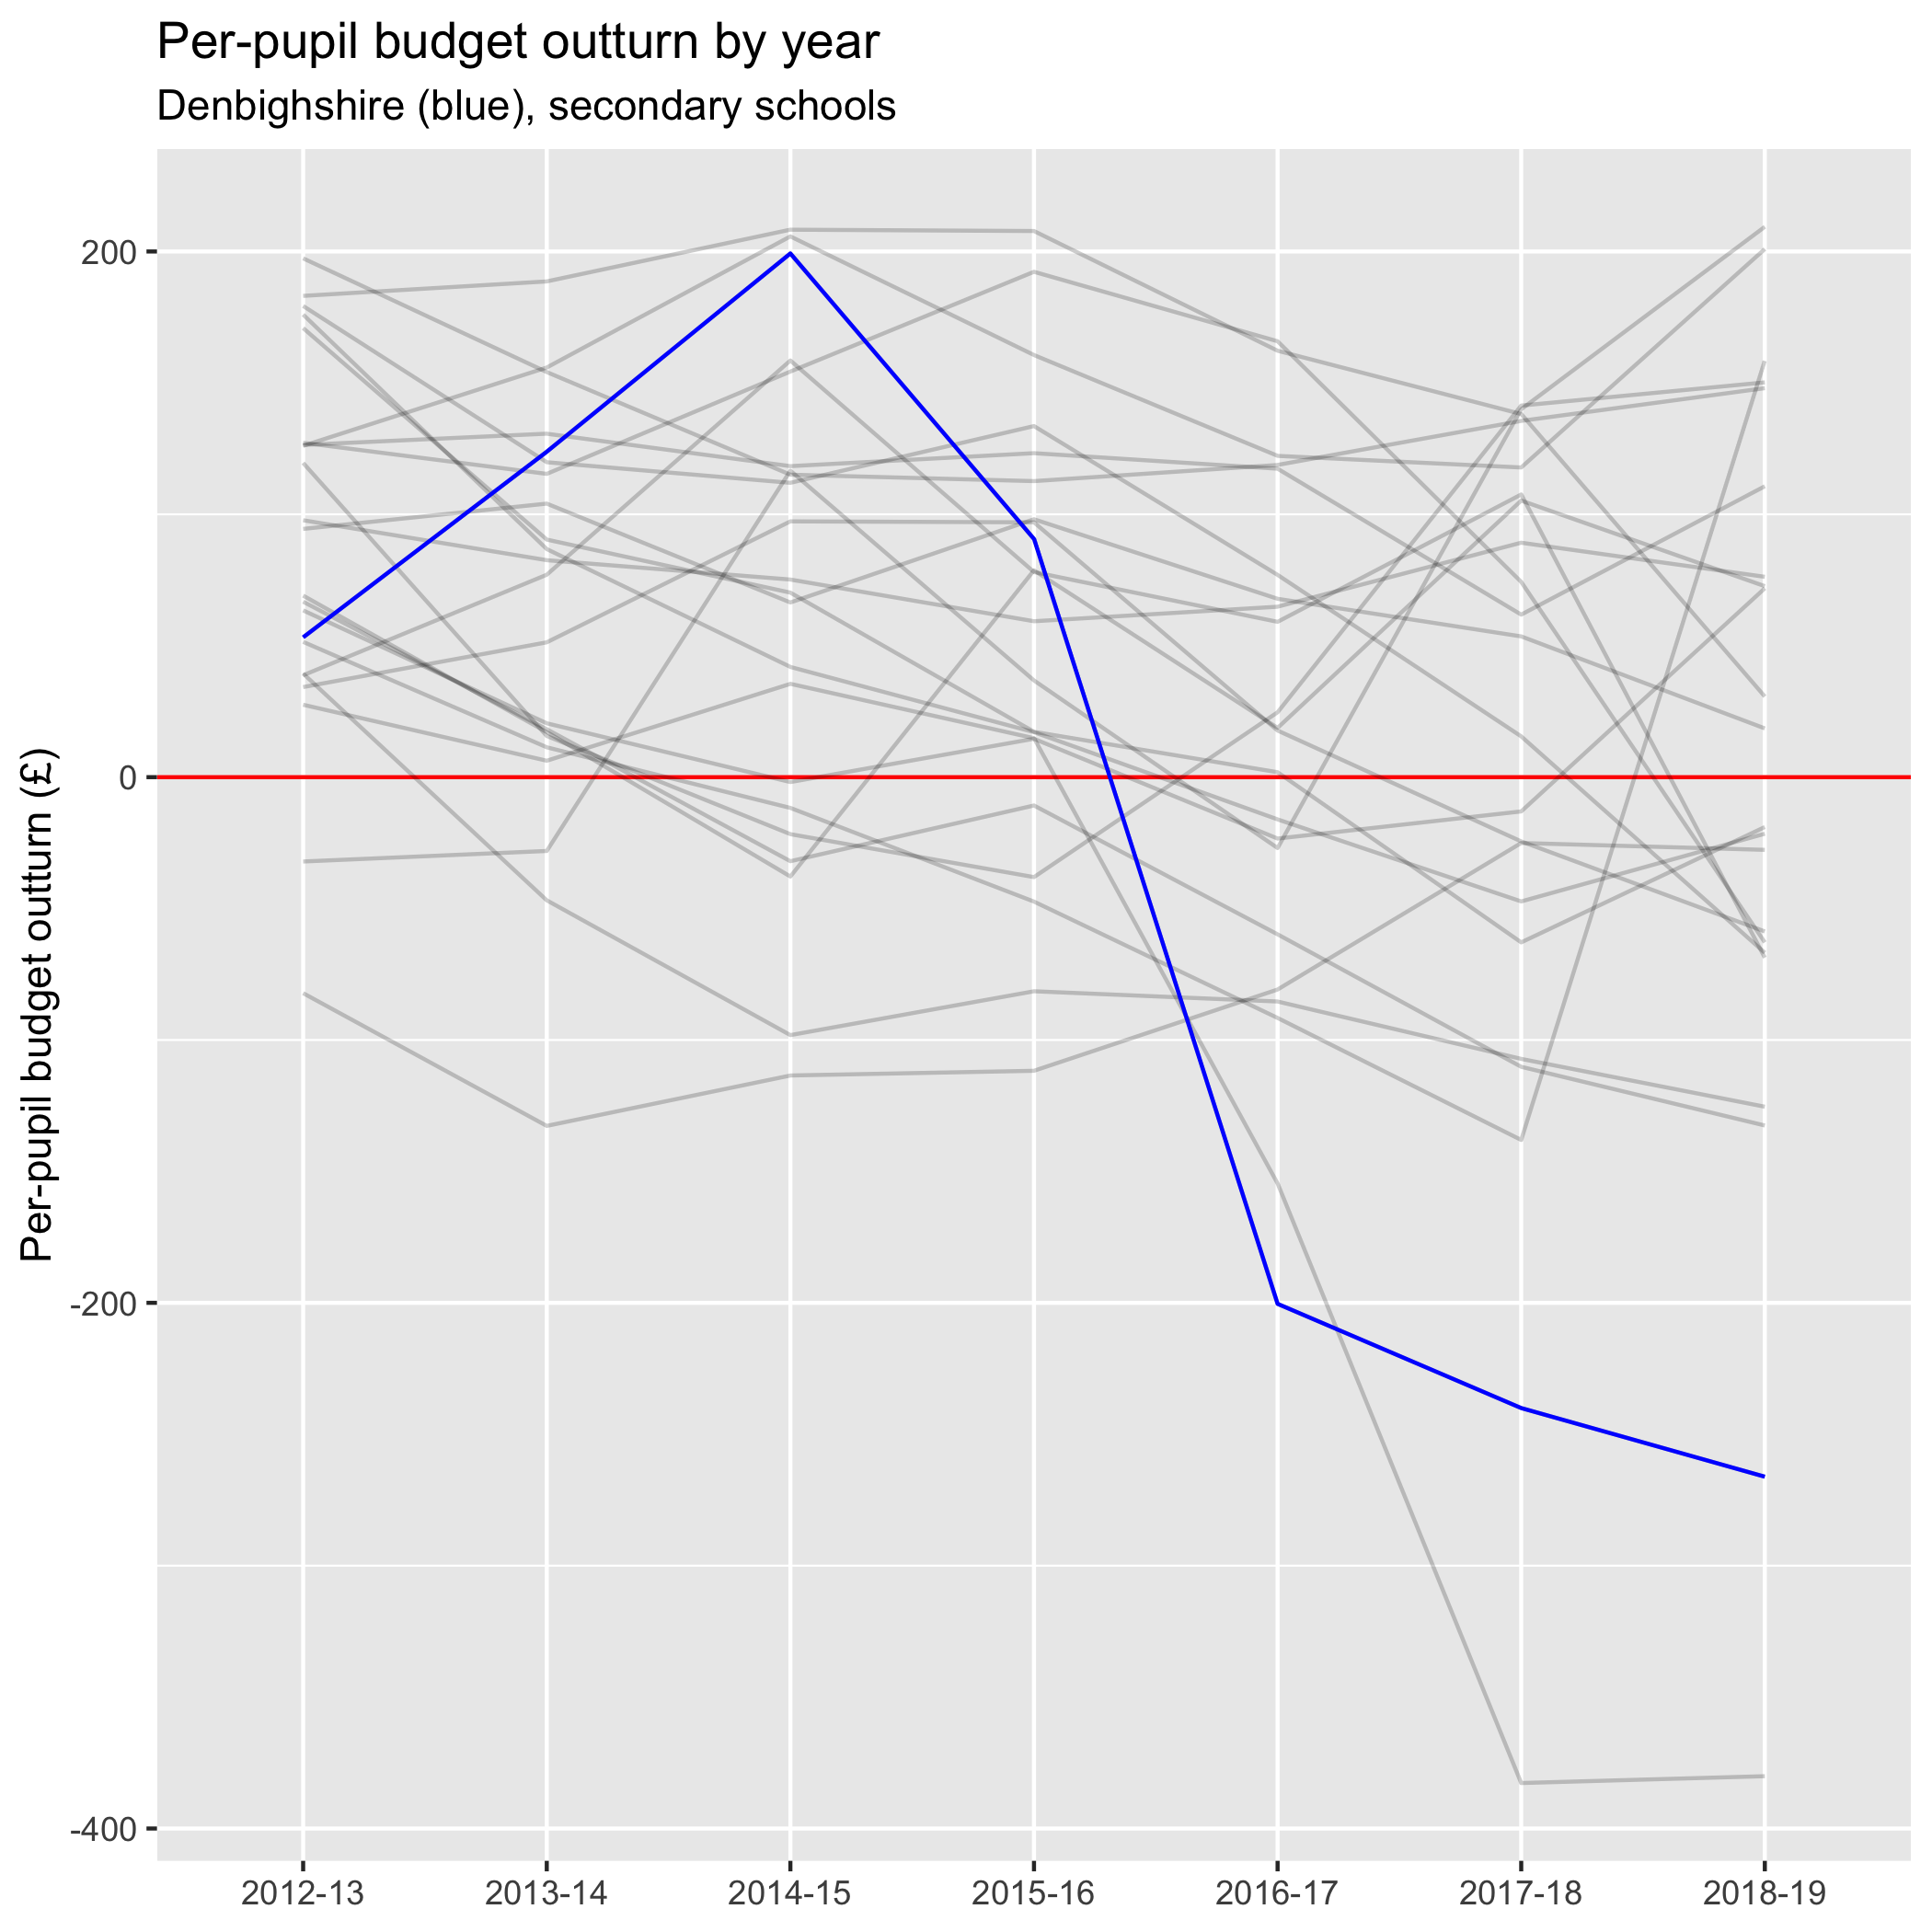 Per-pupil budget outturn by year
Denbighshire (blue), secondary schools
Per-pupil budget outturn (£)
200
0
-200
-400
2012-13 2013-14 2014-15 2015-16 2016-17 2017-18 2018-19